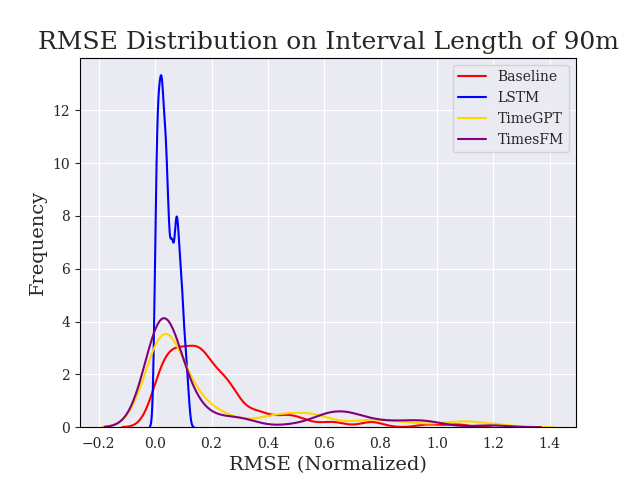 RMSE Distribution on Interval Length of 90m
Baseline
LSTM
TimeGPT
TimesFM
Frequency
12
10
8
6
4
2
0
−0.2 0.0 0.2 0.4 0.6 0.8 1.0 1.2 1.4
RMSE (Normalized)